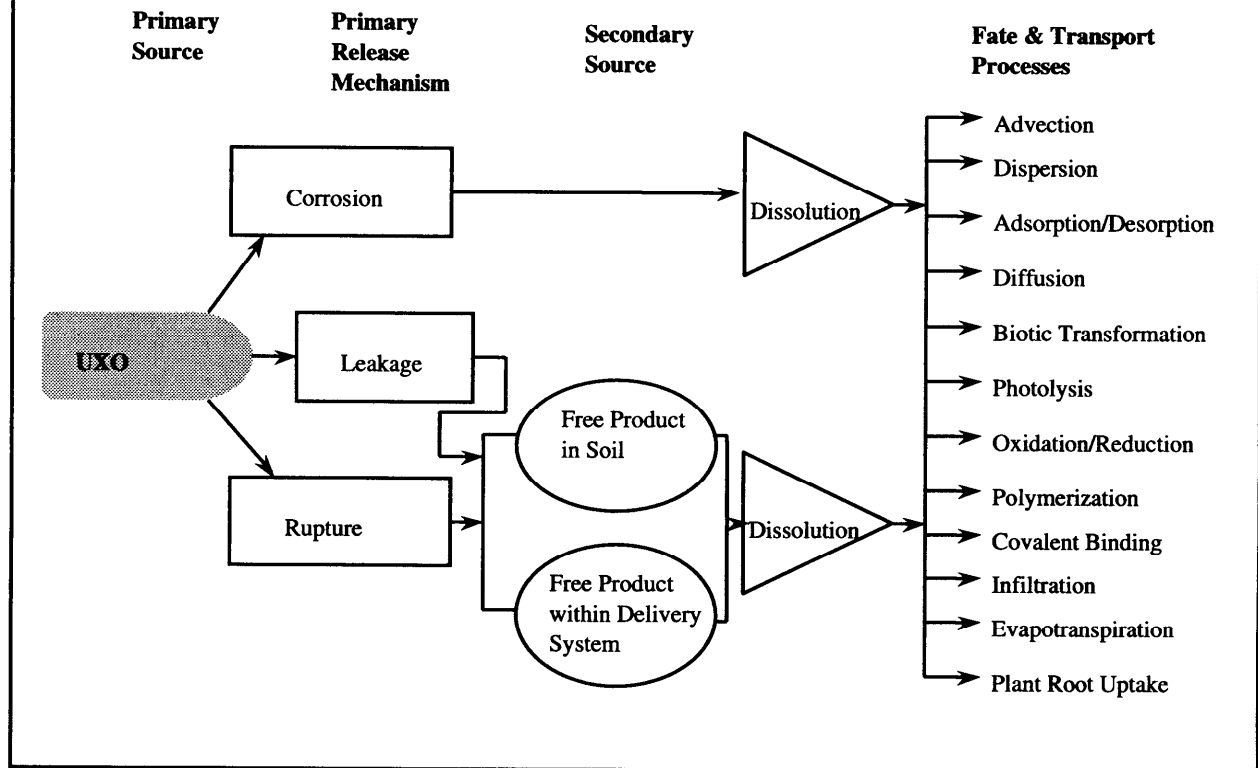 Primary
Source
Primary
Release
Mechanism
Secondary
Source
Fate & Transport
Processes
Corrosion
Dissolution
UXO
Leakage
Rupture
Free Product
in Soil
Free Product
within Delivery
System
Dissolution
Advection
Dispersion
Adsorption/Desorption
Diffusion
Biotic Transformation
Photolysis
Oxidation/Reduction
Polymerization
Covalent Binding
Infiltration
Evapotranspiration
Plant Root Uptake